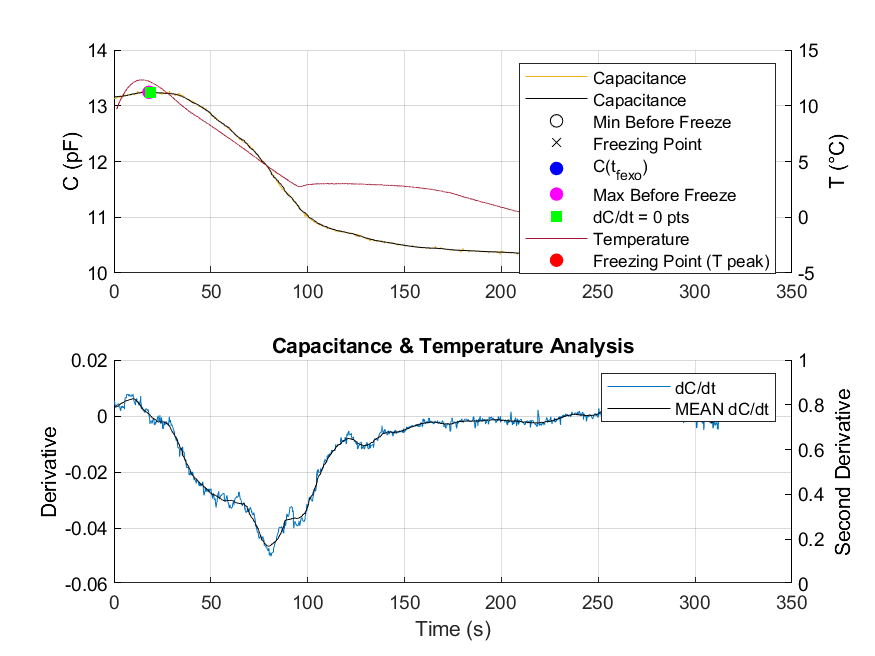 14
13
12
11
10
C (pF)
15
10
5
0
-5
T (°C)
0
50
100
150
200
250
300
350
Capacitance
Capacitance
Min Before Freeze
Freezing Point
C(t_fexo)
Max Before Freeze
dC/dt = 0 pts
Temperature
Freezing Point (T peak)
Capacitance & Temperature Analysis
0.02
0
-0.02
-0.04
-0.06
Derivative
1
0.8
0.6
0.4
0.2
0
Second Derivative
dC/dt
MEAN dC/dt
0
50
100
150
200
250
300
350
Time (s)